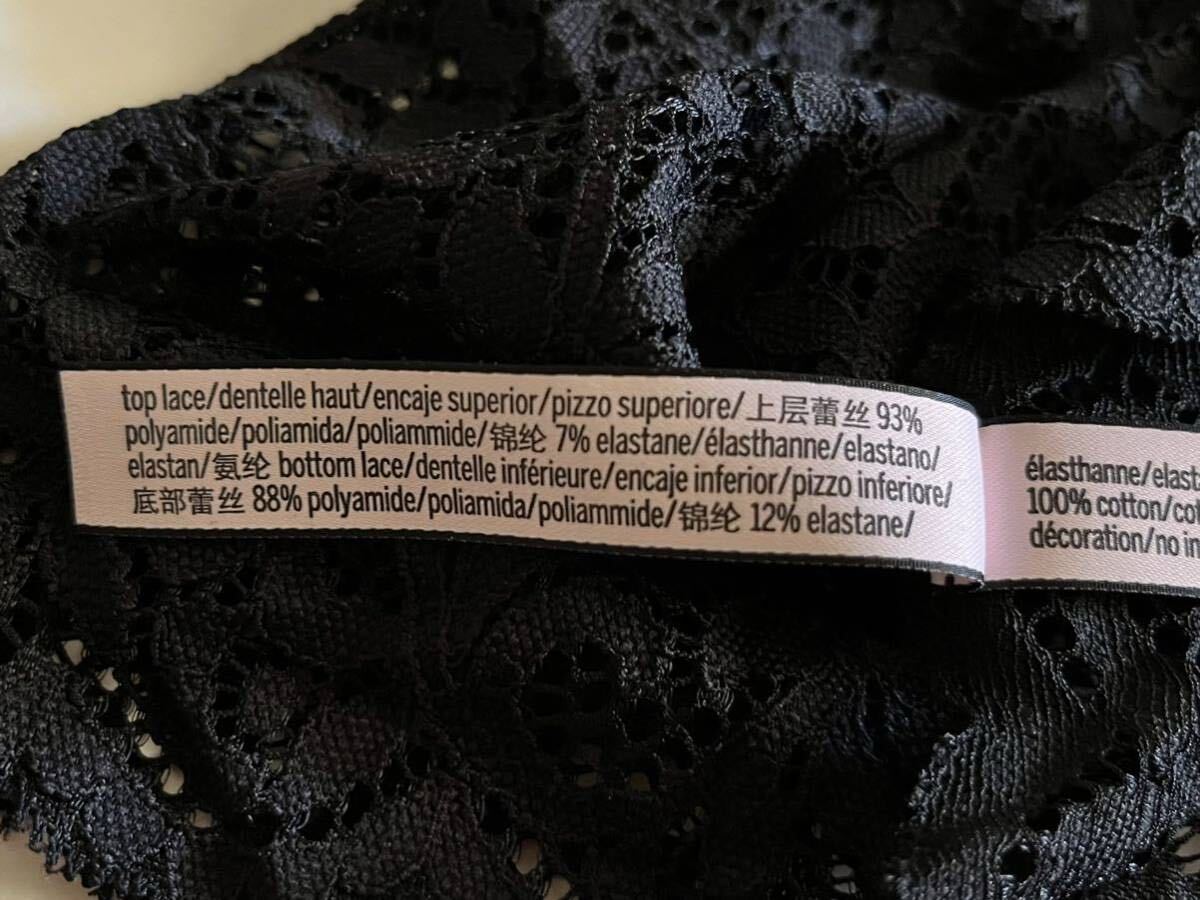 top lace/dentelle haut/encaje superior/pizzo superiore/上层蕾丝 93%
polyamide/poliamida/poliammide/锦纶 7% elastane/élasthanne/elastano/
elastan/氨纶 bottom lace/dentelle inférieure/encaje inferior/pizzo inferiore/
底部蕾丝 88% polyamide/poliamida/poliammide/锦纶 12% elastane/
élasthanne/elast
100% cotton/co
décoration/no in